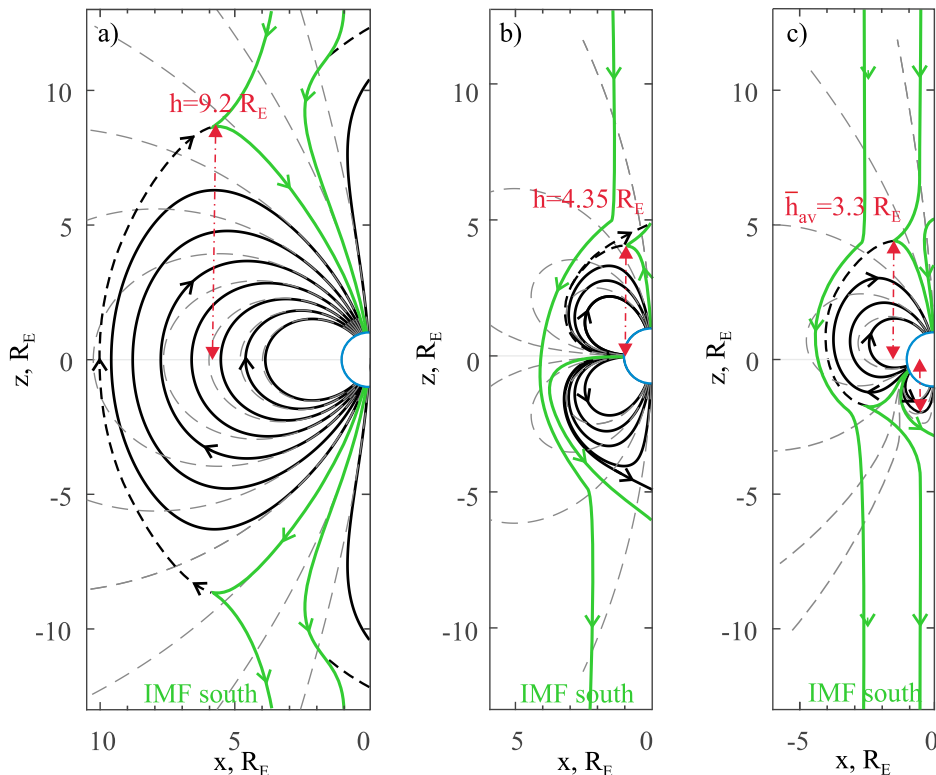 a)
b)
c)
10
5
0
-5
-10
z, R_E
h=9.2 R_E
IMF south
10
5
0
x, R_E
10
5
0
-5
-10
z, R_E
h=4.35 R_E
IMF south
5
0
x, R_E
10
5
0
-5
-10
z, R_E
h̅_av=3.3 R_E
IMF south
-5
0
x, R_E